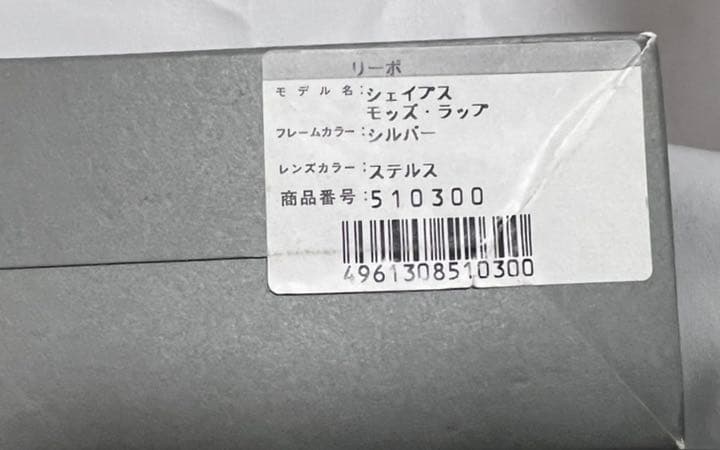 リーボ
モデル名:シェイプス
モッズ・ラップ
フレームカラー:シルバー
レンズカラー:ステルス
商品番号:510300
4961308510300